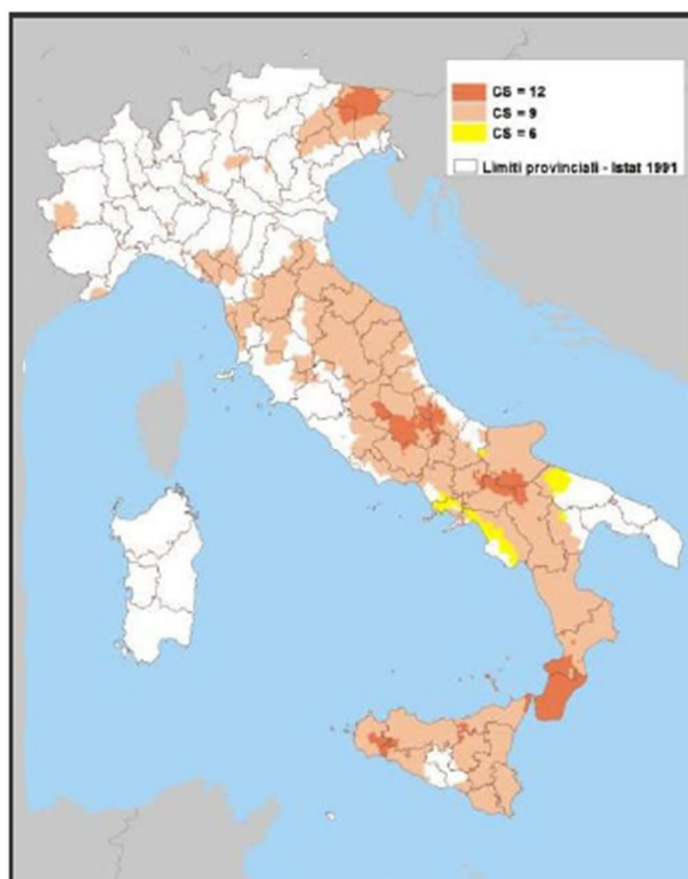 CS = 12
CS = 9
CS = 6
Limiti provinciali - Istat 1991